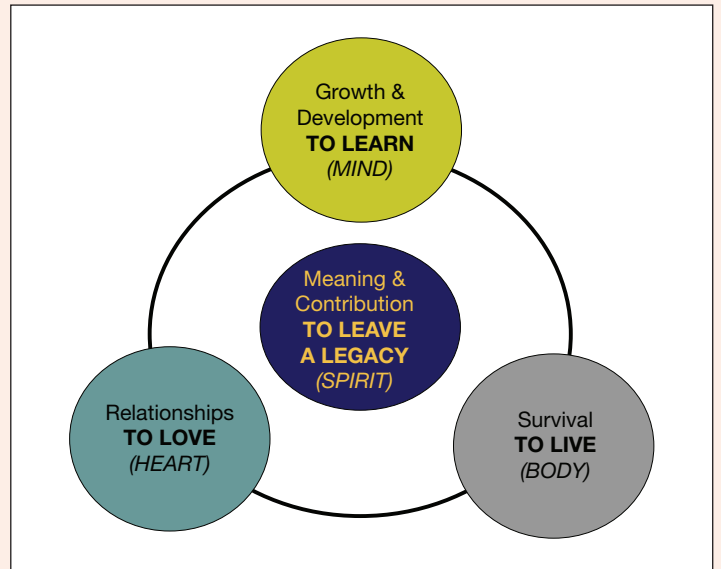 Growth &
Development
TO LEARN
(MIND)
Meaning &
Contribution
TO LEAVE
A LEGACY
(SPIRIT)
Relationships
TO LOVE
(HEART)
Survival
TO LIVE
(BODY)